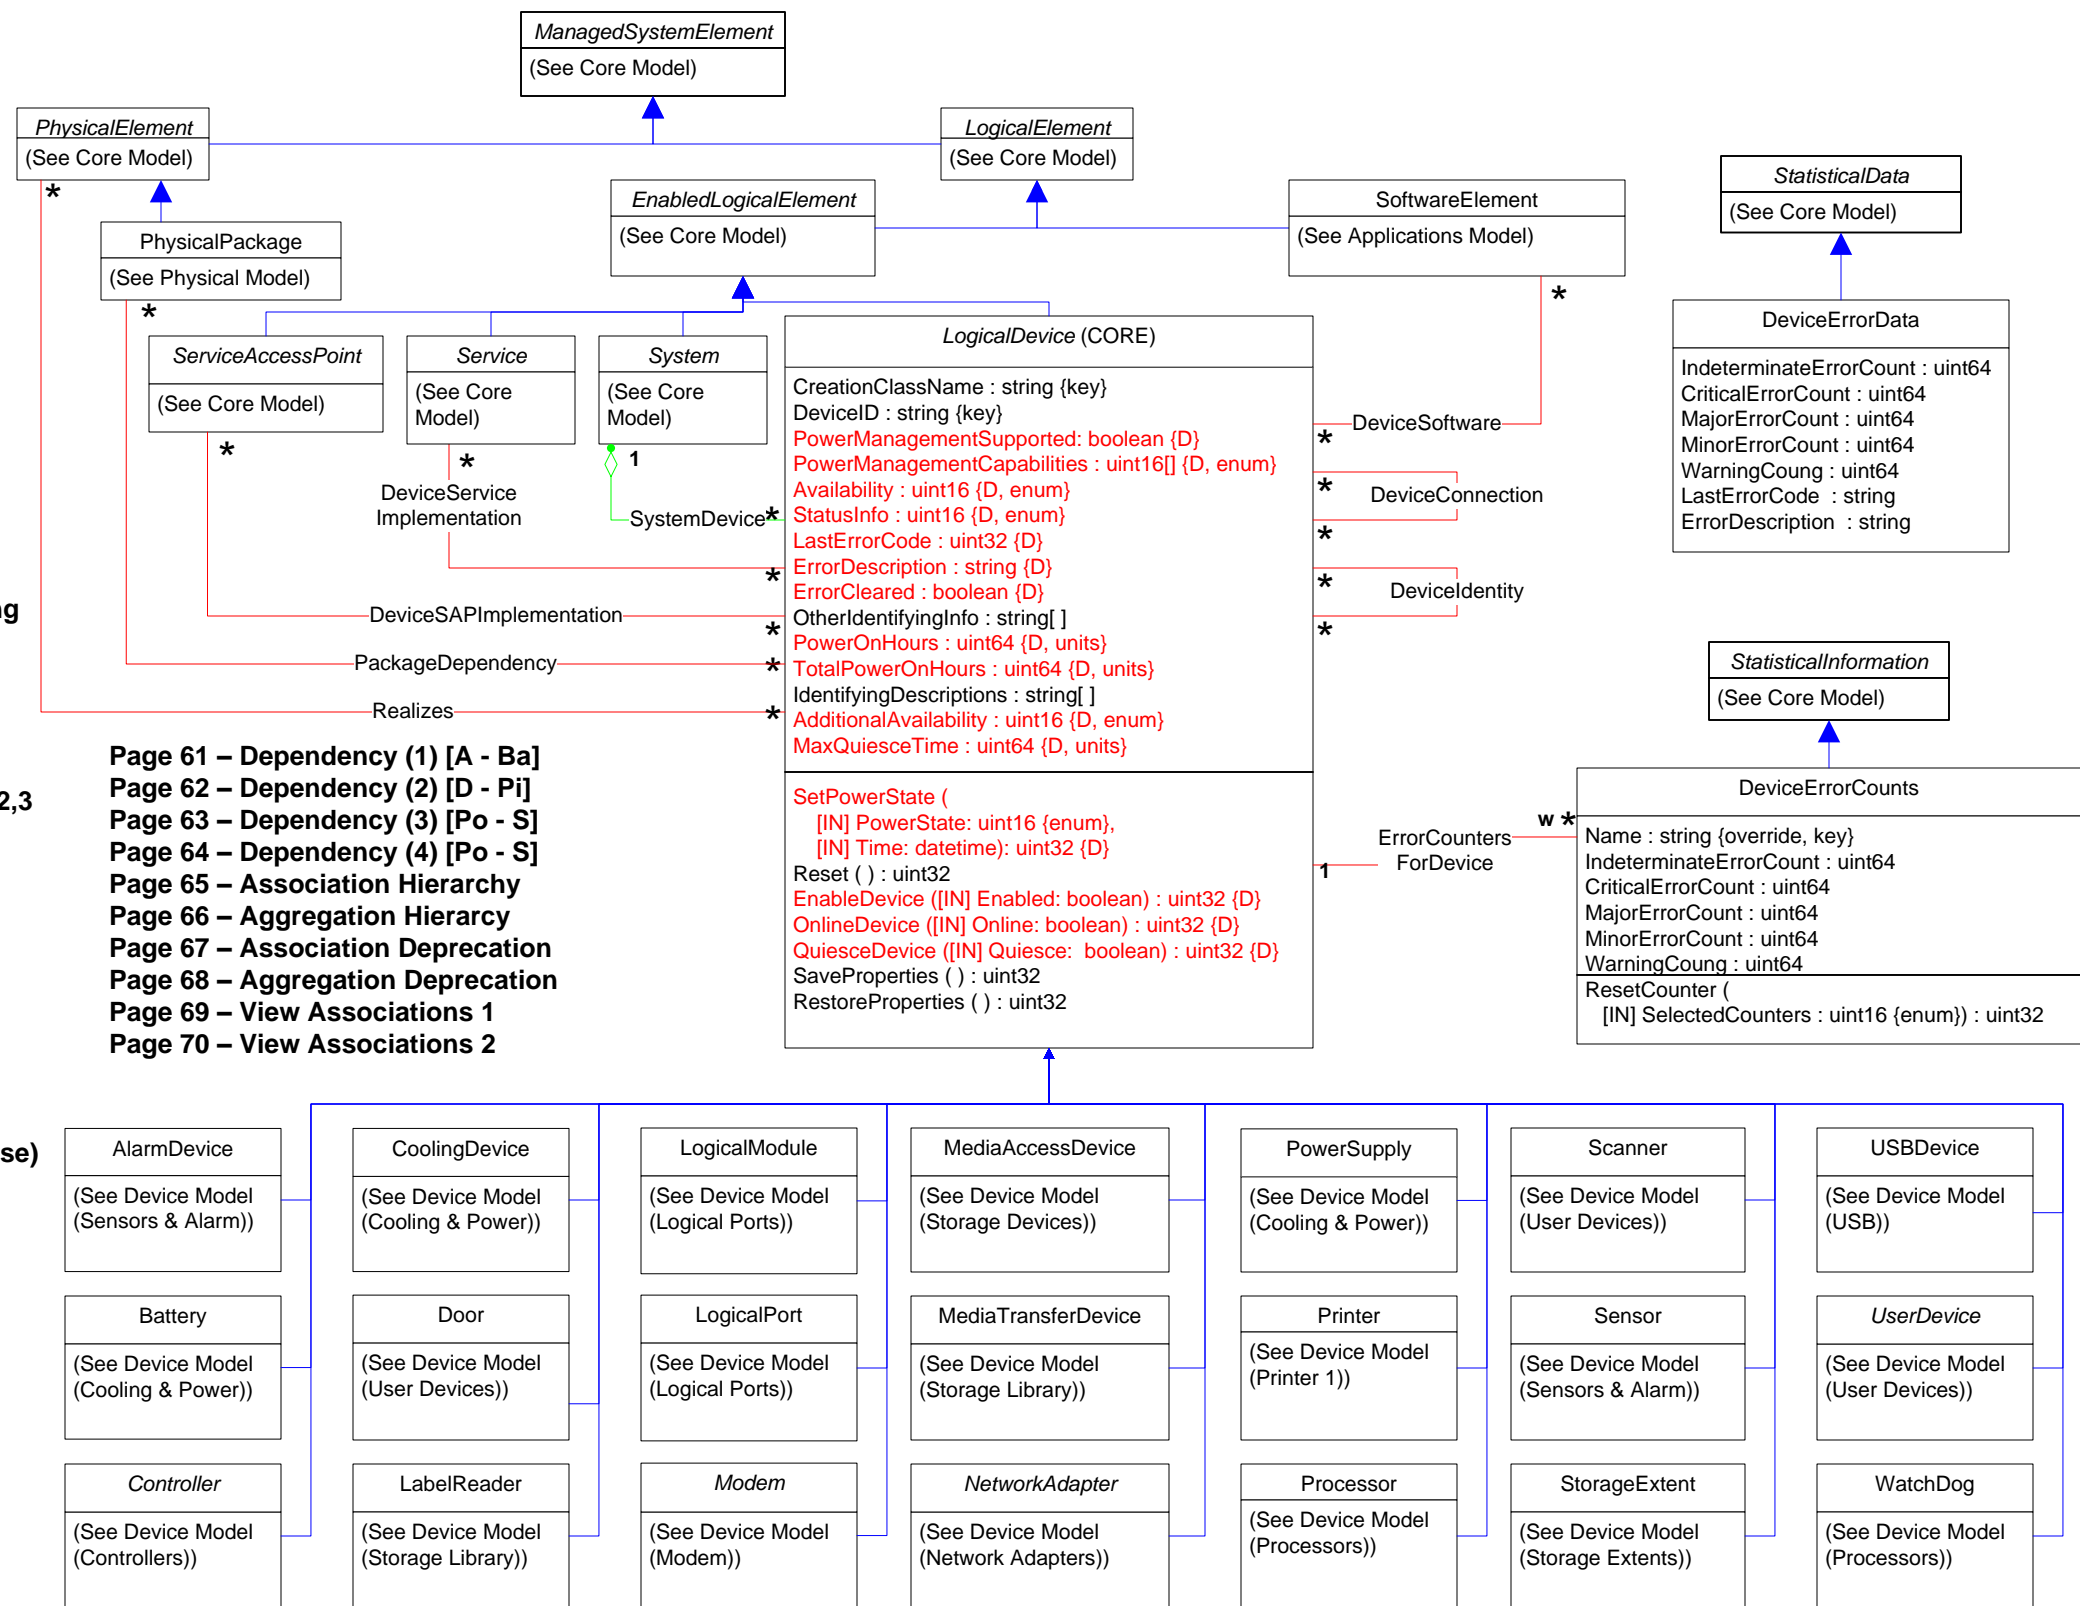 ManagedSystemElement
(See Core Model)
PhysicalElement
(See Core Model)
LogicalElement
(See Core Model)
*
EnabledLogicalElement
(See Core Model)
SoftwareElement
(See Applications Model)
StatisticalData
(See Core Model)
PhysicalPackage
(See Physical Model)
*
*
DeviceErrorData
IndeterminateErrorCount : uint64
CriticalErrorCount : uint64
MajorErrorCount : uint64
MinorErrorCount : uint64
WarningCoung : uint64
LastErrorCode : string
ErrorDescription : string
ServiceAccessPoint
(See Core Model)
*
Service
(See Core
Model)
*
System
(See Core
Model)
1
LogicalDevice (CORE)
CreationClassName : string {key}
DeviceID : string {key}
PowerManagementSupported: boolean {D}
PowerManagementCapabilities : uint16[] {D, enum}
Availability : uint16 {D, enum}
StatusInfo : uint16 {D, enum}
LastErrorCode : uint32 {D}
ErrorDescription : string {D}
ErrorCleared : boolean {D}
OtherIdentifyingInfo : string[ ]
PowerOnHours : uint64 {D, units}
TotalPowerOnHours : uint64 {D, units}
IdentifyingDescriptions : string[ ]
AdditionalAvailability : uint16 {D, enum}
MaxQuiesceTime : uint64 {D, units}
SetPowerState (
[IN] PowerState: uint16 {enum},
[IN] Time: datetime): uint32 {D}
Reset ( ) : uint32
EnableDevice ([IN] Enabled: boolean) : uint32 {D}
OnlineDevice ([IN] Online: boolean) : uint32 {D}
QuiesceDevice ([IN] Quiesce: boolean) : uint32 {D}
SaveProperties ( ) : uint32
RestoreProperties ( ) : uint32
DeviceSoftware
*
*
DeviceConnection
*
*
DeviceIdentity
*
DeviceService
Implementation
*
SystemDevice
*
DeviceSAPImplementation
*
PackageDependency
*
Realizes
*
ng
2,3
se)
Page 61 – Dependency (1) [A - Ba]
Page 62 – Dependency (2) [D - Pi]
Page 63 – Dependency (3) [Po - S]
Page 64 – Dependency (4) [Po - S]
Page 65 – Association Hierarchy
Page 66 – Aggregation Hierarcy
Page 67 – Association Deprecation
Page 68 – Aggregation Deprecation
Page 69 – View Associations 1
Page 70 – View Associations 2
StatisticalInformation
(See Core Model)
ErrorCounters
ForDevice
1
w *
DeviceErrorCounts
Name : string {override, key}
IndeterminateErrorCount : uint64
CriticalErrorCount : uint64
MajorErrorCount : uint64
MinorErrorCount : uint64
WarningCoung : uint64
ResetCounter (
[IN] SelectedCounters : uint16 {enum}) : uint32
AlarmDevice
(See Device Model
(Sensors & Alarm))
CoolingDevice
(See Device Model
(Cooling & Power))
LogicalModule
(See Device Model
(Logical Ports))
MediaAccessDevice
(See Device Model
(Storage Devices))
PowerSupply
(See Device Model
(Cooling & Power))
Scanner
(See Device Model
(User Devices))
USBDevice
(See Device Model
(USB))
Battery
(See Device Model
(Cooling & Power))
Door
(See Device Model
(User Devices))
LogicalPort
(See Device Model
(Logical Ports))
MediaTransferDevice
(See Device Model
(Storage Library))
Printer
(See Device Model
(Printer 1))
Sensor
(See Device Model
(Sensors & Alarm))
UserDevice
(See Device Model
(User Devices))
Controller
(See Device Model
(Controllers))
LabelReader
(See Device Model
(Storage Library))
Modem
(See Device Model
(Modem))
NetworkAdapter
(See Device Model
(Network Adapters))
Processor
(See Device Model
(Processors))
StorageExtent
(See Device Model
(Storage Extents))
WatchDog
(See Device Model
(Processors))